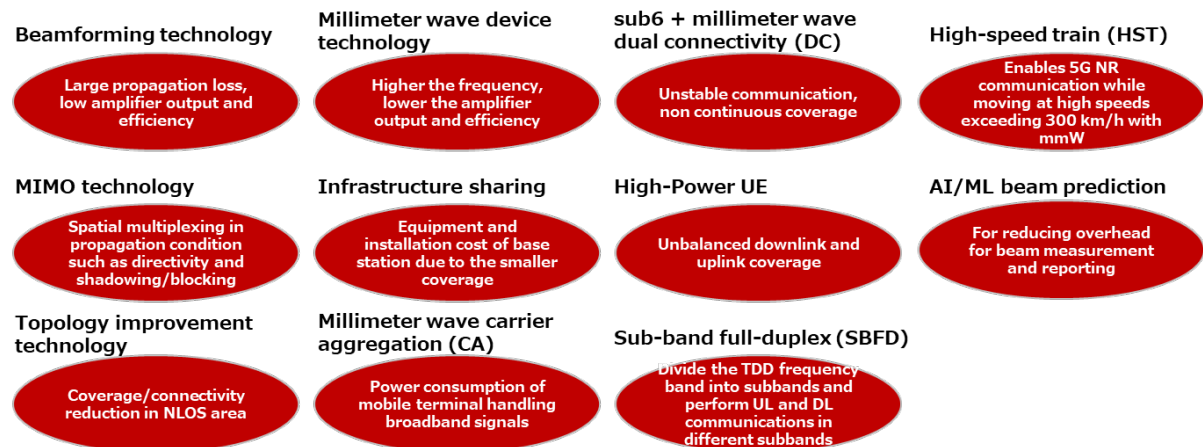 Beamforming technology
Large propagation loss,
low amplifier output and
efficiency
Millimeter wave device
technology
Higher the frequency,
lower the amplifier
output and efficiency
sub6 + millimeter wave
dual connectivity (DC)
Unstable communication,
non continuous coverage
High-speed train (HST)
Enables 5G NR
communication while
moving at high speeds
exceeding 300 km/h with
mmW
MIMO technology
Spatial multiplexing in
propagation condition
such as directivity and
shadowing/blocking
Infrastructure sharing
Equipment and
installation cost of base
station due to the smaller
coverage
High-Power UE
Unbalanced downlink and
uplink coverage
AI/ML beam prediction
For reducing overhead
for beam measurement
and reporting
Topology improvement
technology
Coverage/connectivity
reduction in NLOS area
Millimeter wave carrier
aggregation (CA)
Power consumption of
mobile terminal handling
broadband signals
Sub-band full-duplex (SBFD)
Divide the TDD frequency
band into subbands and
perform UL and DL
communications in
different subbands